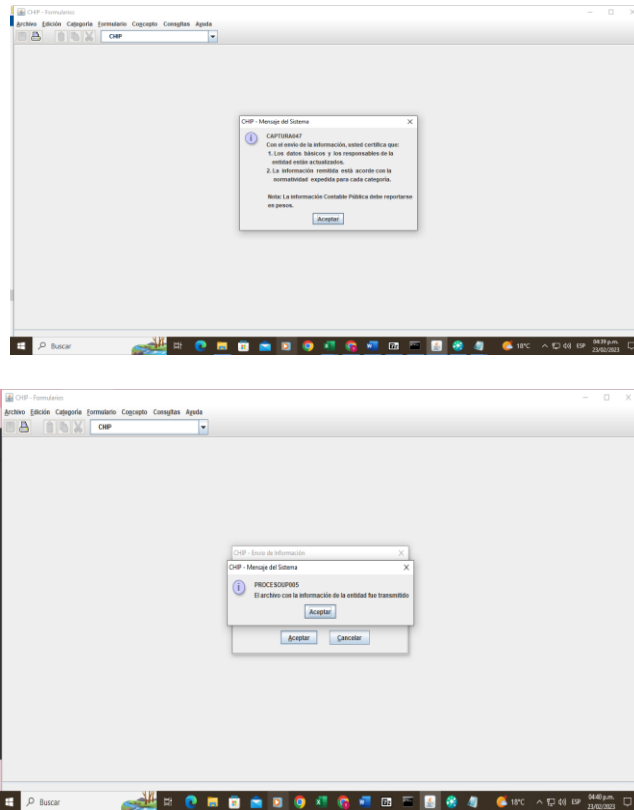 CHIP - Formularios
Archivo Edición Categoría Formulario Concepto Consultas Ayuda
CHIP
CHIP - Mensaje del Sistema
CAPTURA047
Con el envío de la información, usted certifica que:
1. Los datos básicos y los responsables de la
entidad están actualizados.
2. La información remitida está acorde con la
normatividad expedida para cada categoría.
Nota: La información Contable Pública debe reportarse
en pesos.
Aceptar
Buscar
18°C
ESP
04:39 p.m.
23/02/2023
CHIP - Formularios
Archivo Edición Categoría Formulario Concepto Consultas Ayuda
CHIP
CHIP - Envío de Información
CHIP - Mensaje del Sistema
PROCESOUP005
El archivo con la información de la entidad fue transmitido
Aceptar
Aceptar Cancelar
Buscar
18°C
ESP
04:40 p.m.
23/02/2023